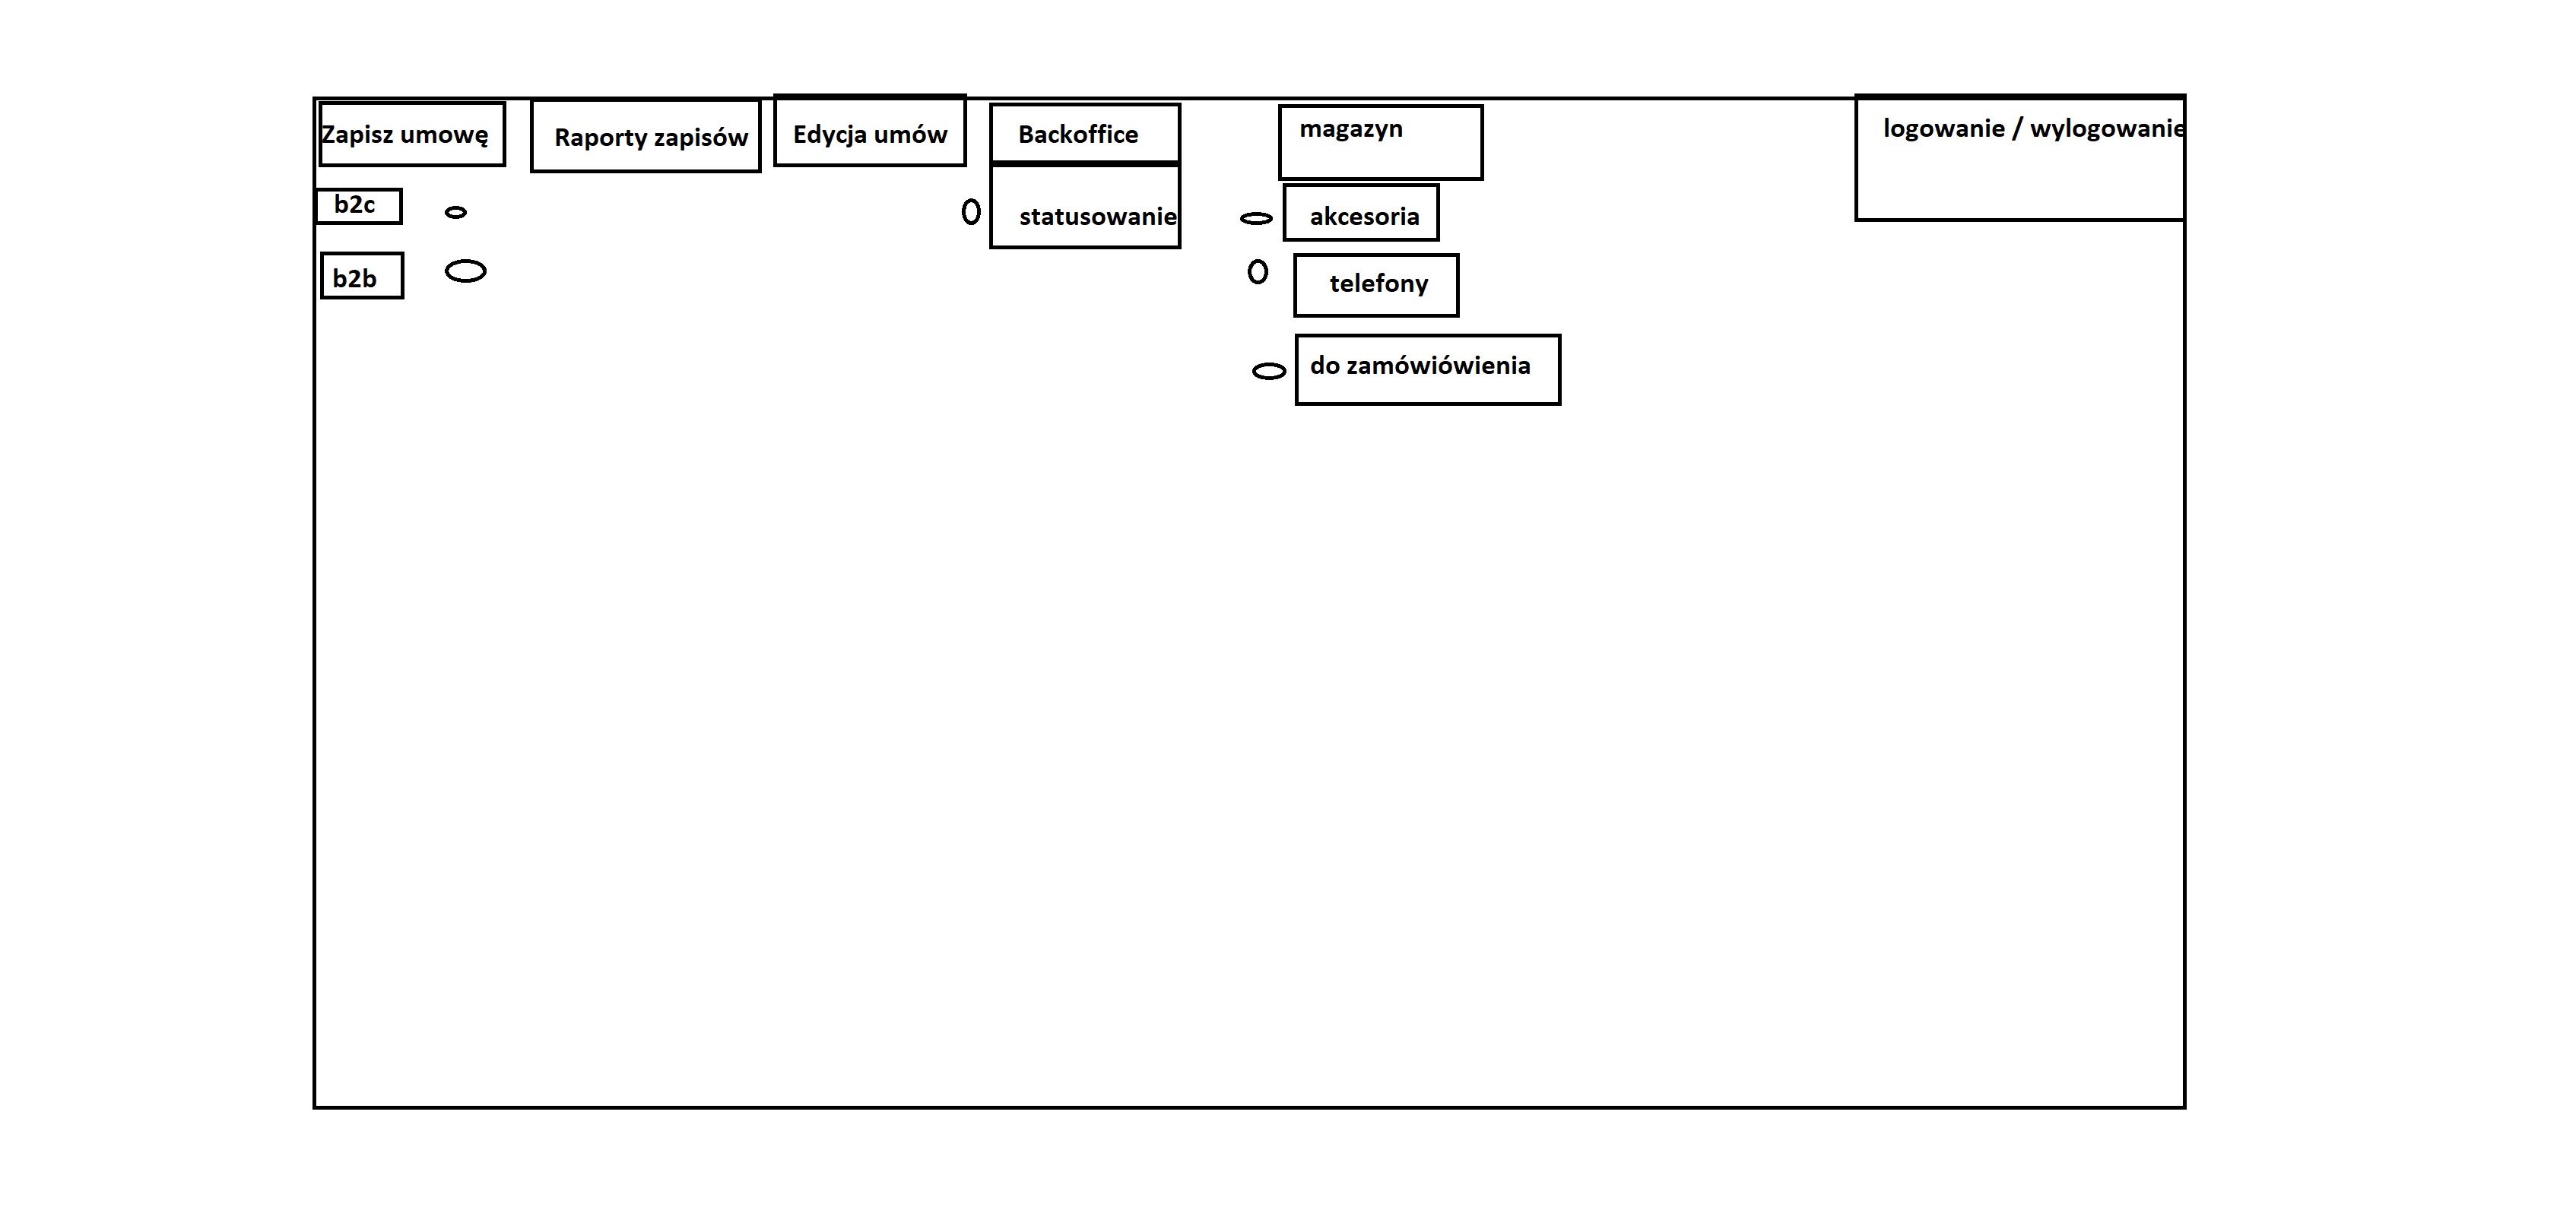 Zapisz umowę
Raporty zapisów
Edycja umów
Backoffice
magazyn
logowanie / wylogowanie
b2c
statusowanie
akcesoria
b2b
telefony
do zamówiówienia